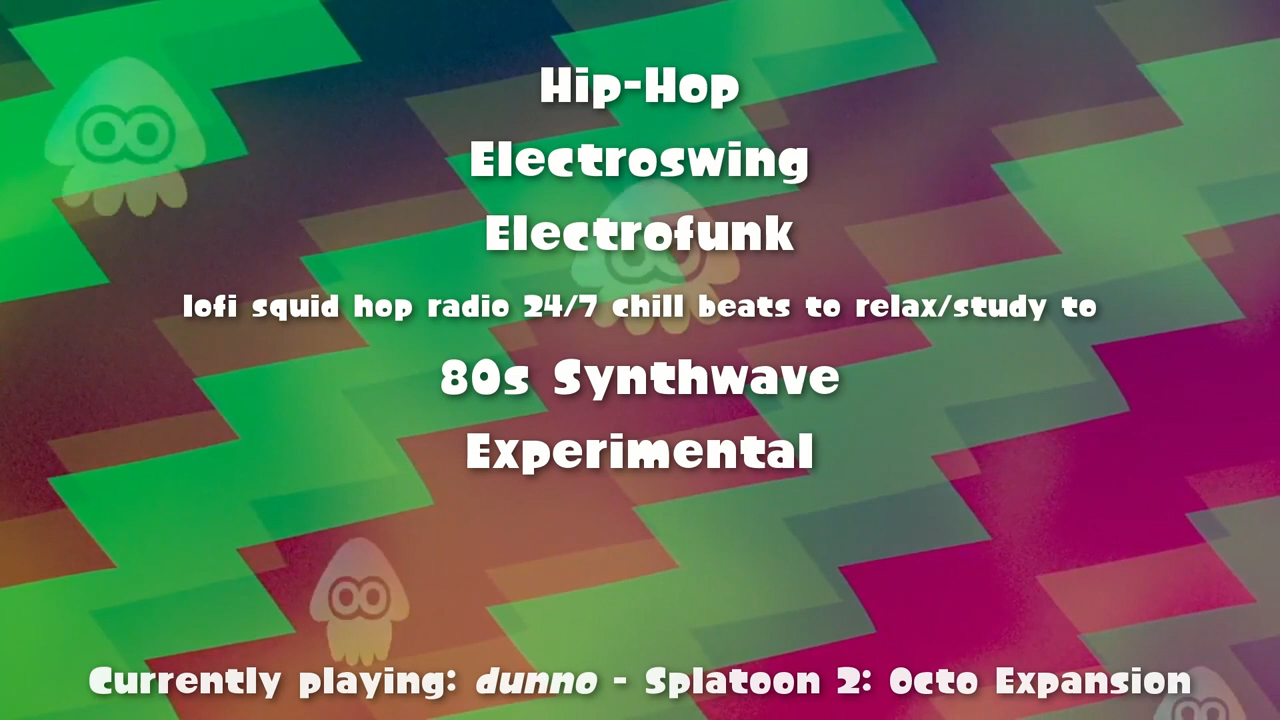 Hip-Hop
Electroswing
Electrofunk
lofi squid hop radio 24/7 chill beats to relax/study to
80s Synthwave
Experimental
Currently playing: dunno - Splatoon 2: Octo Expansion